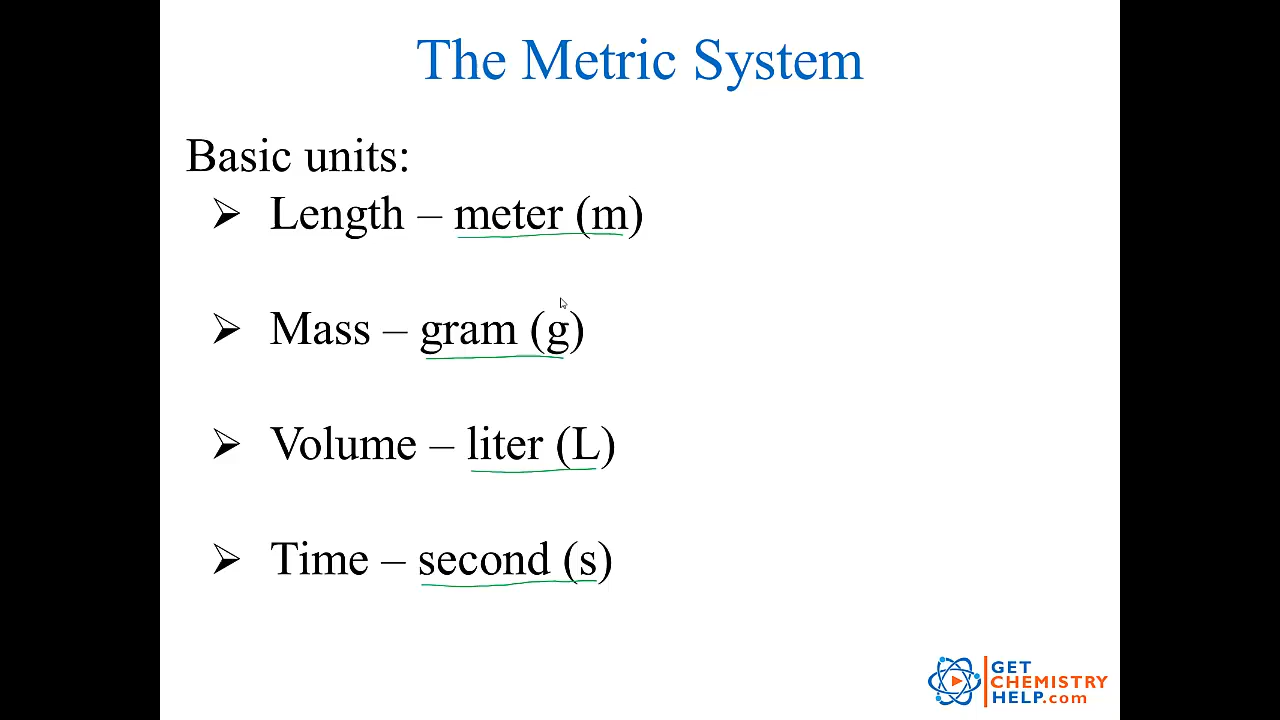 The Metric System
Basic units:
➢ Length – meter (m)
➢ Mass – gram (g)
➢ Volume – liter (L)
➢ Time – second (s)
GET
CHEMISTRY
HELP.com